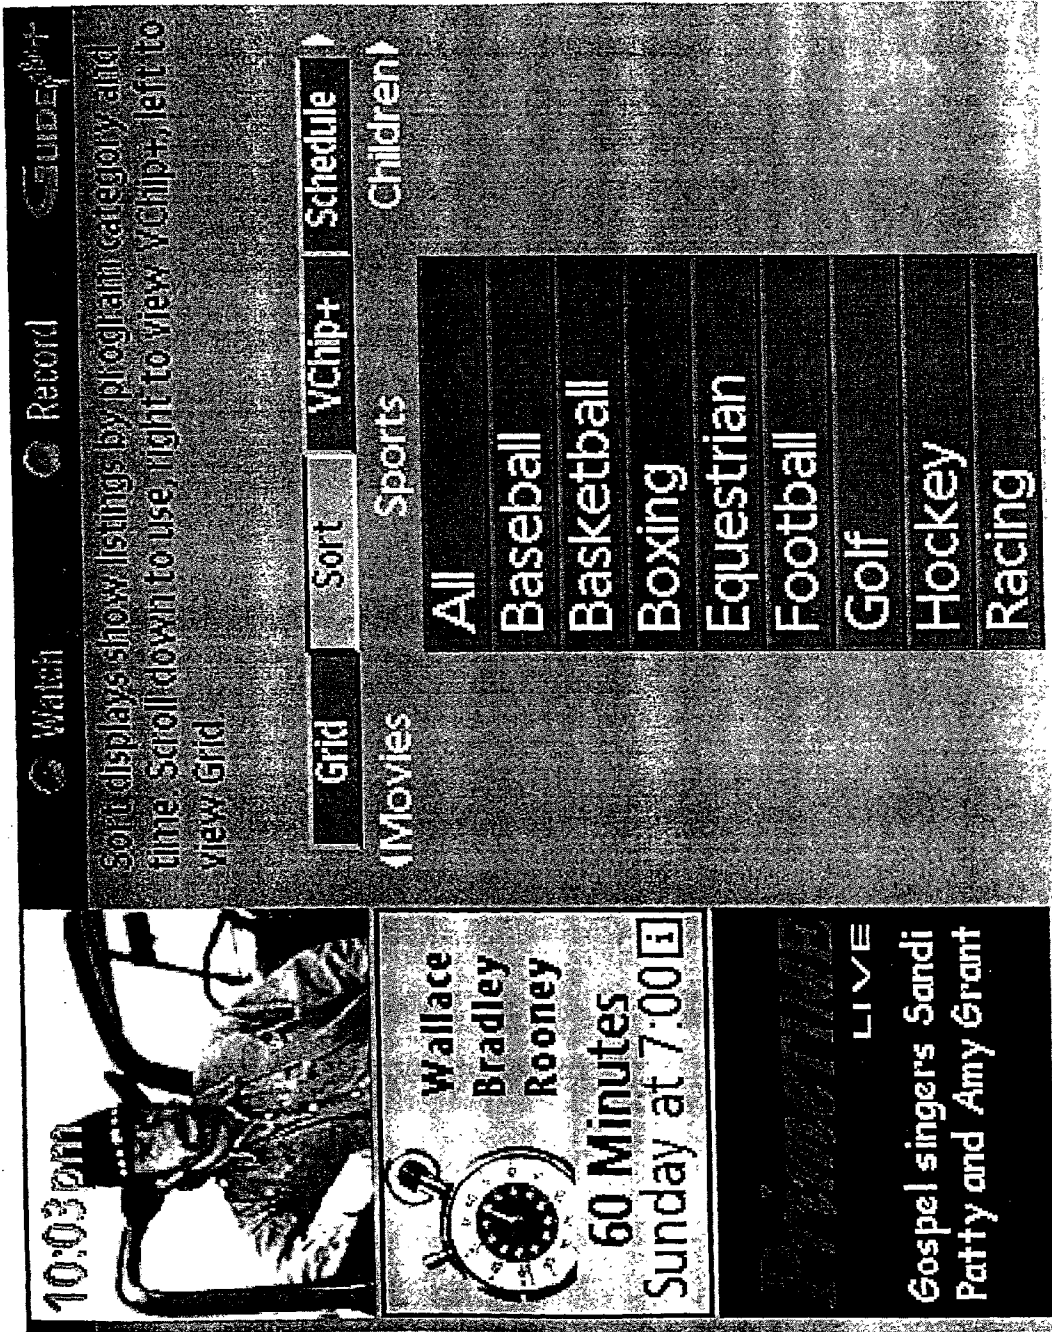 10:03pm
Watch
Record
GUIDE+
Sort displays show listings by program category and
time. Scroll down to use, right to view VChip+, left to
view Grid
Grid
Sort
VChip+
Schedule
Movies
Sports
Children
All
Baseball
Basketball
Boxing
Equestrian
Football
Golf
Hockey
Racing
Wallace
Bradley
Rooney
60 Minutes
Sunday at 7:00 i
Primetime
LIVE
Gospel singers Sandi
Patty and Amy Grant